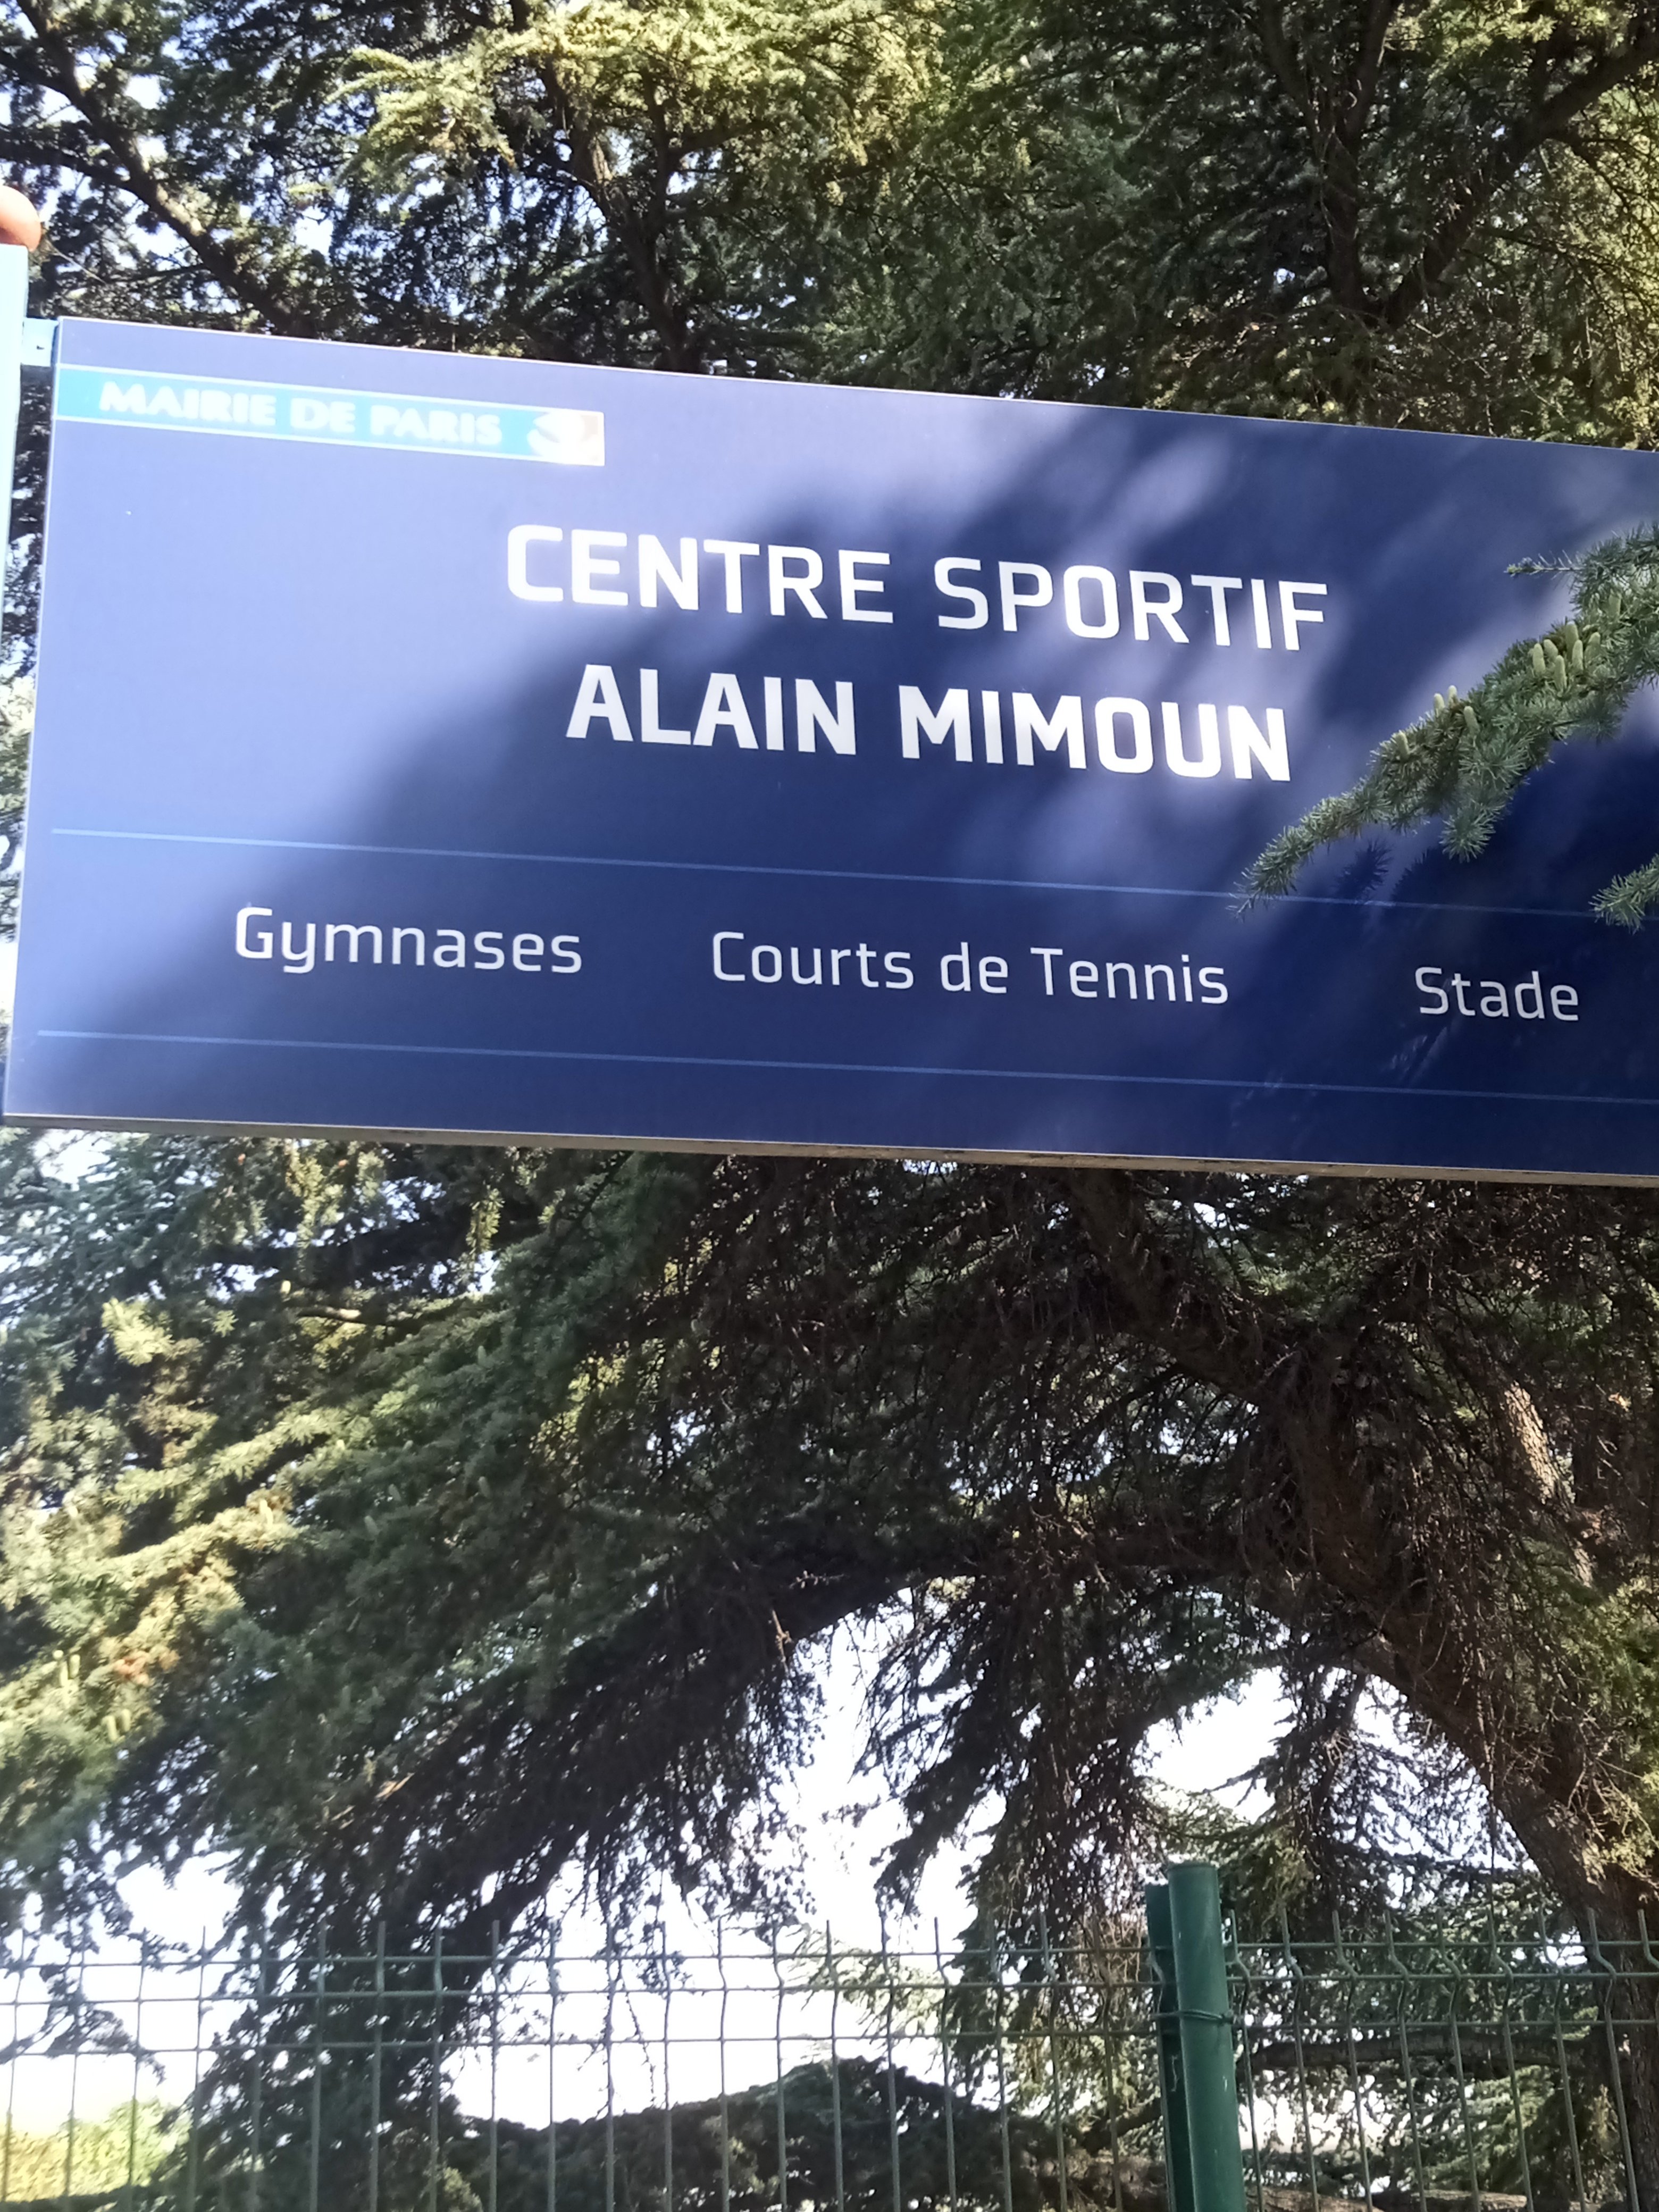 MAIRIE DE PARIS
CENTRE SPORTIF
ALAIN MIMOUN
Gymnases Courts de Tennis Stade